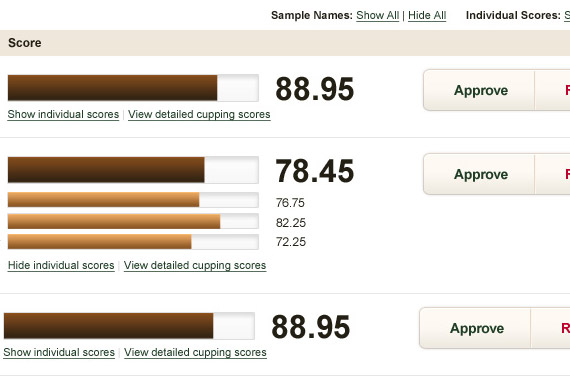 Sample Names: Show All | Hide All Individual Scores: S
Score
88.95 Approve R
Show individual scores | View detailed cupping scores
78.45 Approve R
76.75
82.25
72.25
Hide individual scores | View detailed cupping scores
88.95 Approve R
Show individual scores | View detailed cupping scores